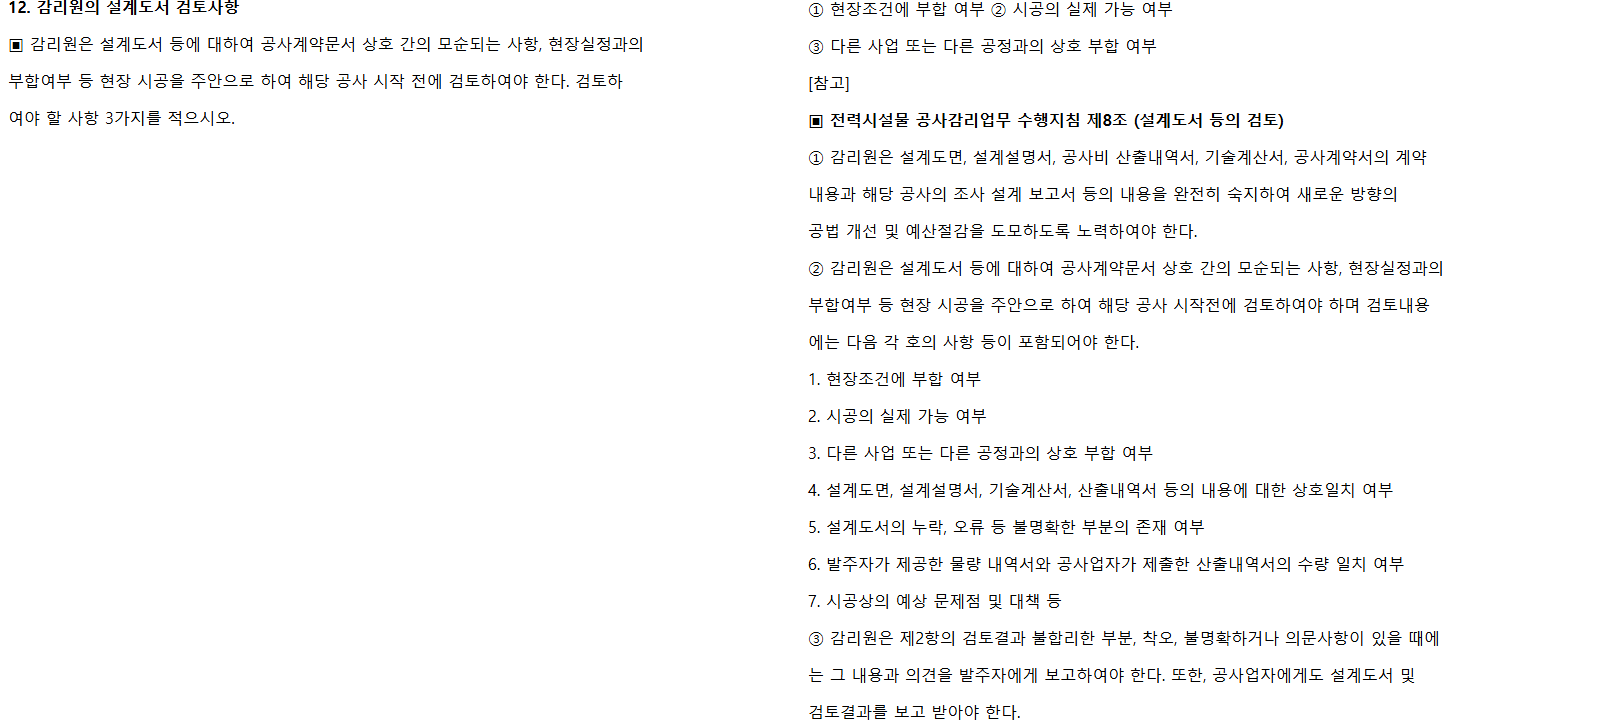 12. 감리원의 설계도서 검토사항
▣ 감리원은 설계도서 등에 대하여 공사계약문서 상호 간의 모순되는 사항, 현장실정과의
부합여부 등 현장 시공을 주안으로 하여 해당 공사 시작 전에 검토하여야 한다. 검토하
여야 할 사항 3가지를 적으시오.
① 현장조건에 부합 여부 ② 시공의 실제 가능 여부
③ 다른 사업 또는 다른 공정과의 상호 부합 여부
[참고]
▣ 전력시설물 공사감리업무 수행지침 제8조 (설계도서 등의 검토)
① 감리원은 설계도면, 설계설명서, 공사비 산출내역서, 기술계산서, 공사계약서의 계약
내용과 해당 공사의 조사 설계 보고서 등의 내용을 완전히 숙지하여 새로운 방향의
공법 개선 및 예산절감을 도모하도록 노력하여야 한다.
② 감리원은 설계도서 등에 대하여 공사계약문서 상호 간의 모순되는 사항, 현장실정과의
부합여부 등 현장 시공을 주안으로 하여 해당 공사 시작전에 검토하여야 하며 검토내용
에는 다음 각 호의 사항 등이 포함되어야 한다.
1. 현장조건에 부합 여부
2. 시공의 실제 가능 여부
3. 다른 사업 또는 다른 공정과의 상호 부합 여부
4. 설계도면, 설계설명서, 기술계산서, 산출내역서 등의 내용에 대한 상호일치 여부
5. 설계도서의 누락, 오류 등 불명확한 부분의 존재 여부
6. 발주자가 제공한 물량 내역서와 공사업자가 제출한 산출내역서의 수량 일치 여부
7. 시공상의 예상 문제점 및 대책 등
③ 감리원은 제2항의 검토결과 불합리한 부분, 착오, 불명확하거나 의문사항이 있을 때에
는 그 내용과 의견을 발주자에게 보고하여야 한다. 또한, 공사업자에게도 설계도서 및
검토결과를 보고 받아야 한다.